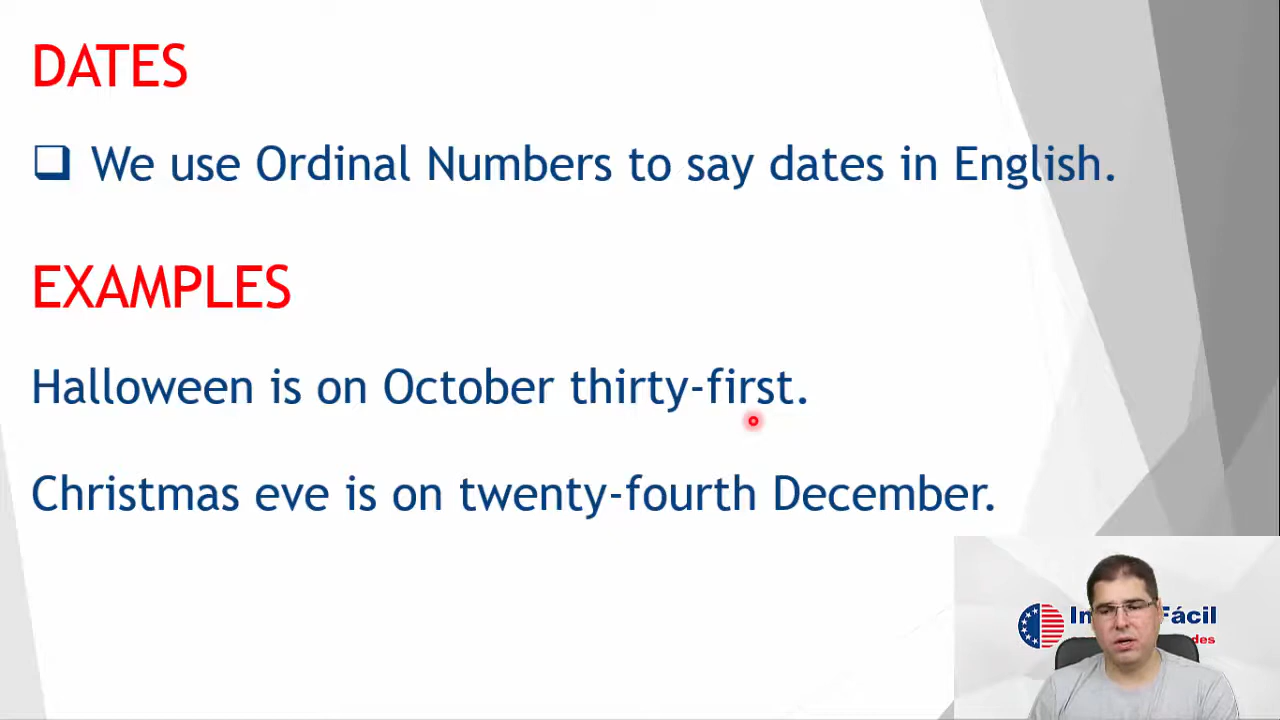 DATES
We use Ordinal Numbers to say dates in English.
EXAMPLES
Halloween is on October thirty-first.
Christmas eve is on twenty-fourth December.
Fácil